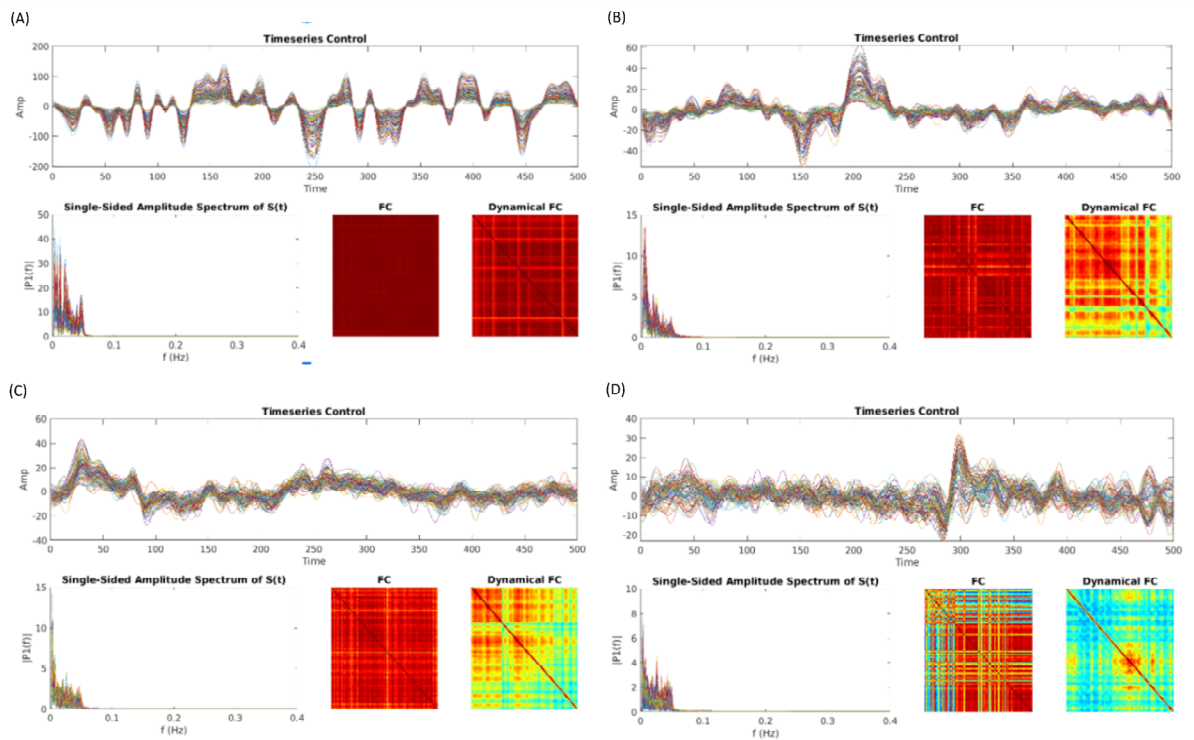 (A)
Timeseries Control
200
100
0
-100
-200
Amp
0 50 100 150 200 250 300 350 400 450 500
Time
Single-Sided Amplitude Spectrum of S(t)
50
40
30
20
10
0
|P1(f)|
0 0.1 0.2 0.3 0.4
f (Hz)
FC
Dynamical FC
(B)
Timeseries Control
60
40
20
0
-20
-40
Amp
0 50 100 150 200 250 300 350 400 450 500
Time
Single-Sided Amplitude Spectrum of S(t)
15
10
5
0
|P1(f)|
0 0.1 0.2 0.3 0.4
f (Hz)
FC
Dynamical FC
(C)
Timeseries Control
60
40
20
0
-20
-40
Amp
0 50 100 150 200 250 300 350 400 450 500
Time
Single-Sided Amplitude Spectrum of S(t)
15
10
5
0
|P1(f)|
0 0.1 0.2 0.3 0.4
f (Hz)
FC
Dynamical FC
(D)
Timeseries Control
40
30
20
10
0
-10
-20
Amp
0 50 100 150 200 250 300 350 400 450 500
Time
Single-Sided Amplitude Spectrum of S(t)
10
8
6
4
2
0
|P1(f)|
0 0.1 0.2 0.3 0.4
f (Hz)
FC
Dynamical FC